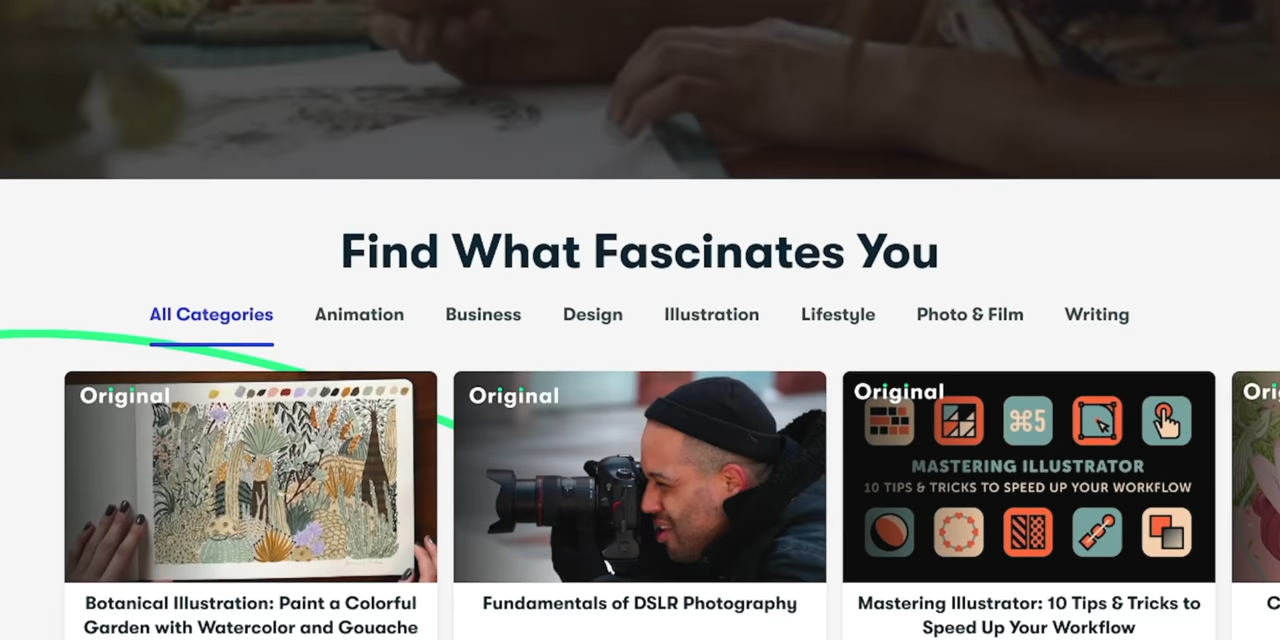 Find What Fascinates You
All Categories Animation Business Design Illustration Lifestyle Photo & Film Writing
Original
Original
Original
Ori
⌘5
MASTERING ILLUSTRATOR
10 TIPS & TRICKS TO SPEED UP YOUR WORKFLOW
Botanical Illustration: Paint a Colorful
Garden with Watercolor and Gouache
Fundamentals of DSLR Photography
Mastering Illustrator: 10 Tips & Tricks to
Speed Up Your Workflow
C